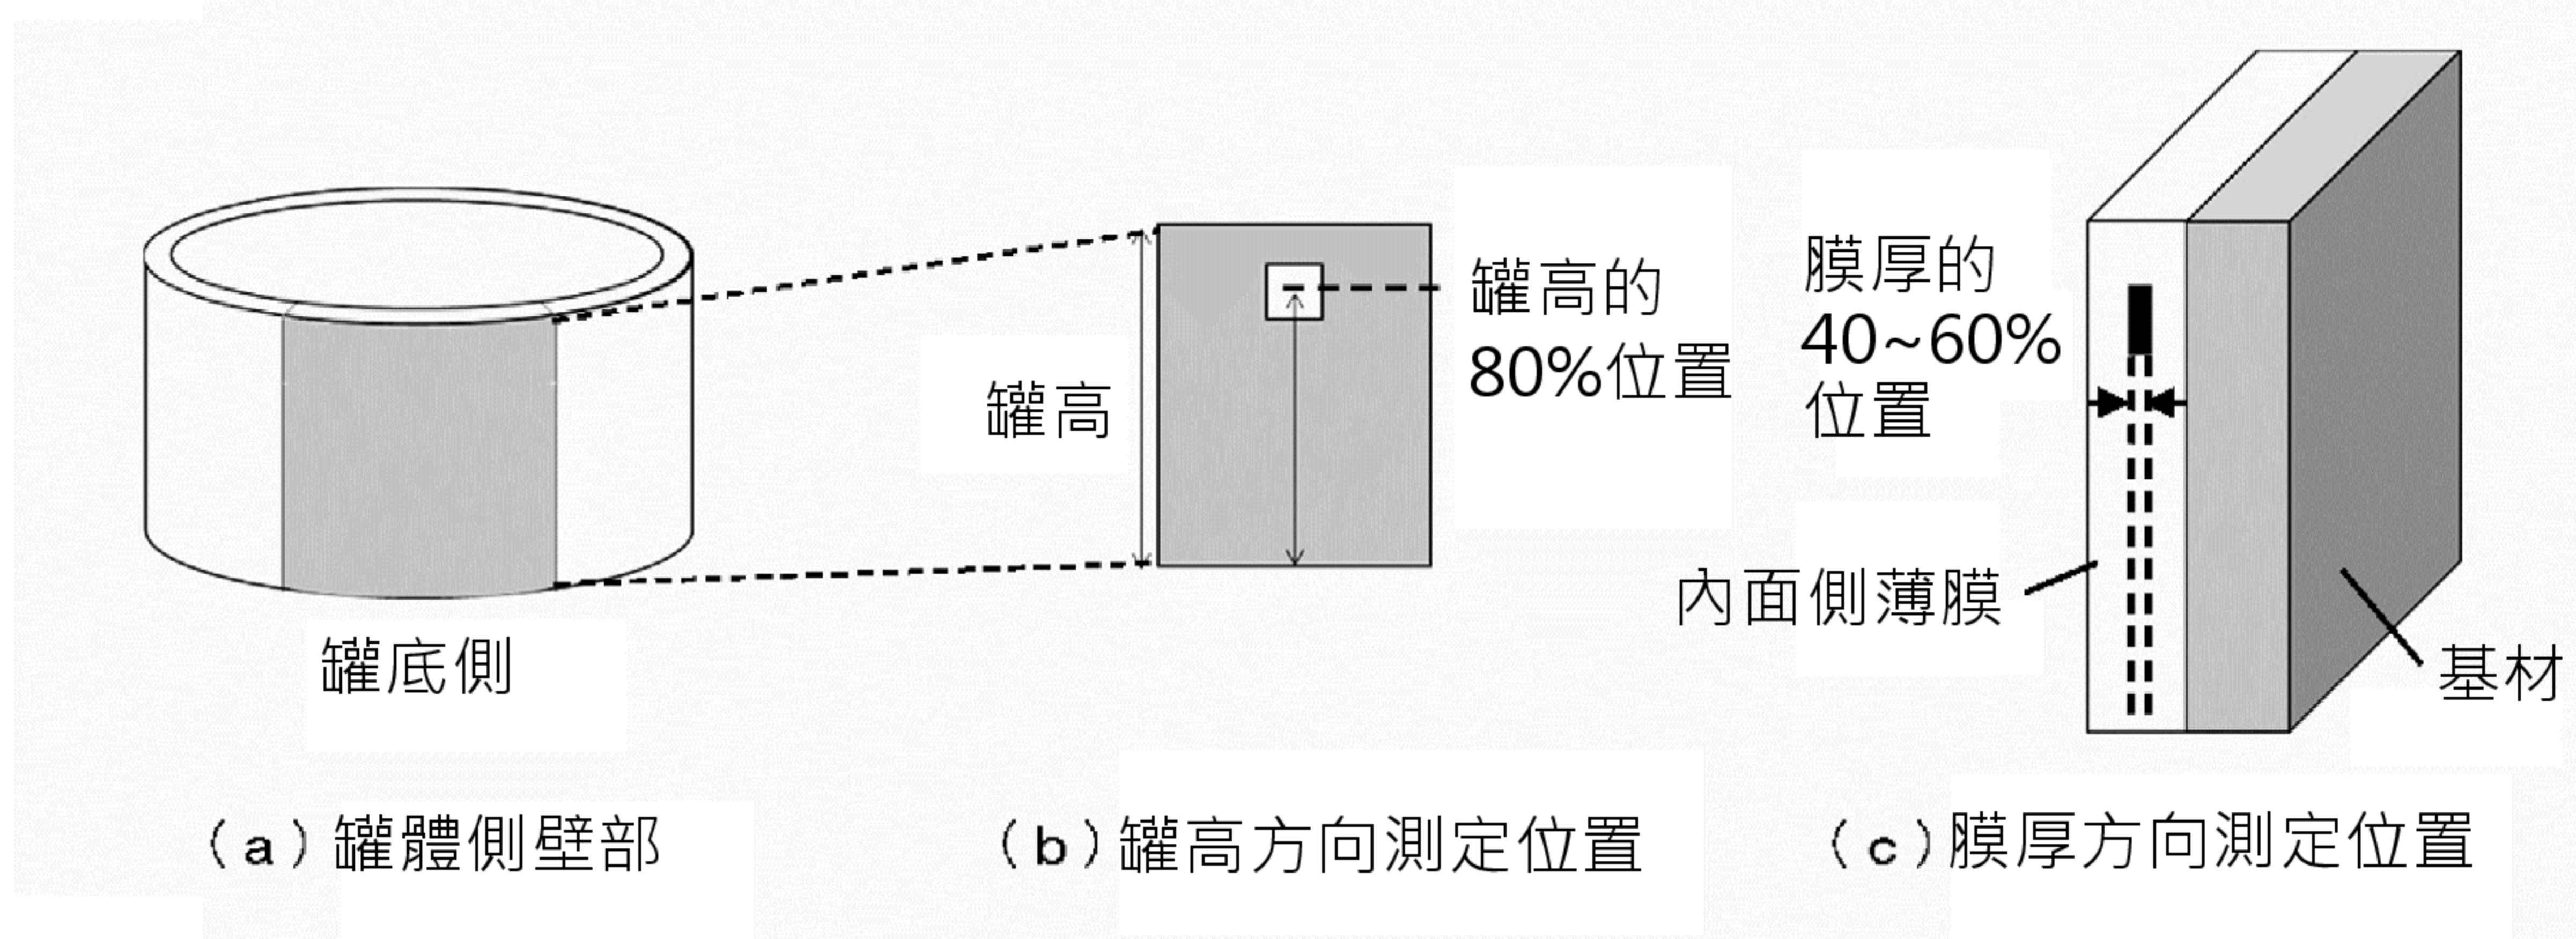 罐底側
(a)罐體側壁部
罐高
罐高的
80%位置
(b)罐高方向測定位置
膜厚的
40~60%
位置
內面側薄膜
基材
(c)膜厚方向測定位置